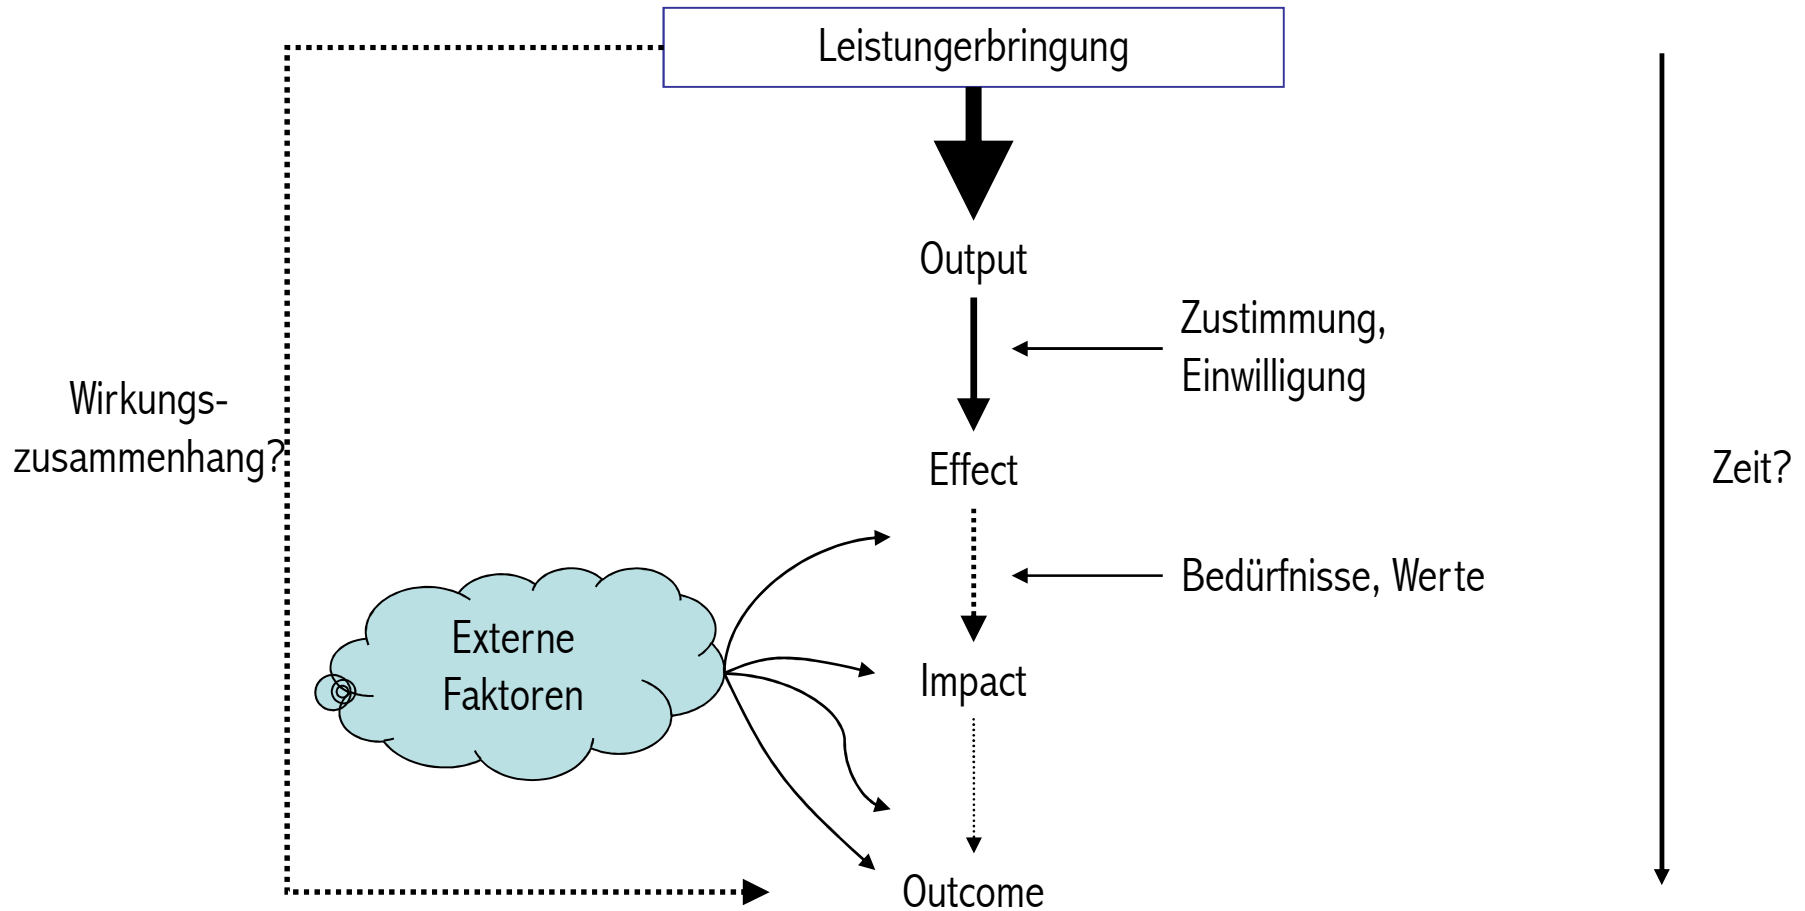 Leistungerbringung
Output
Zustimmung,
Einwilligung
Wirkungs-
zusammenhang?
Effect
Zeit?
Bedürfnisse, Werte
Externe
Faktoren
Impact
Outcome